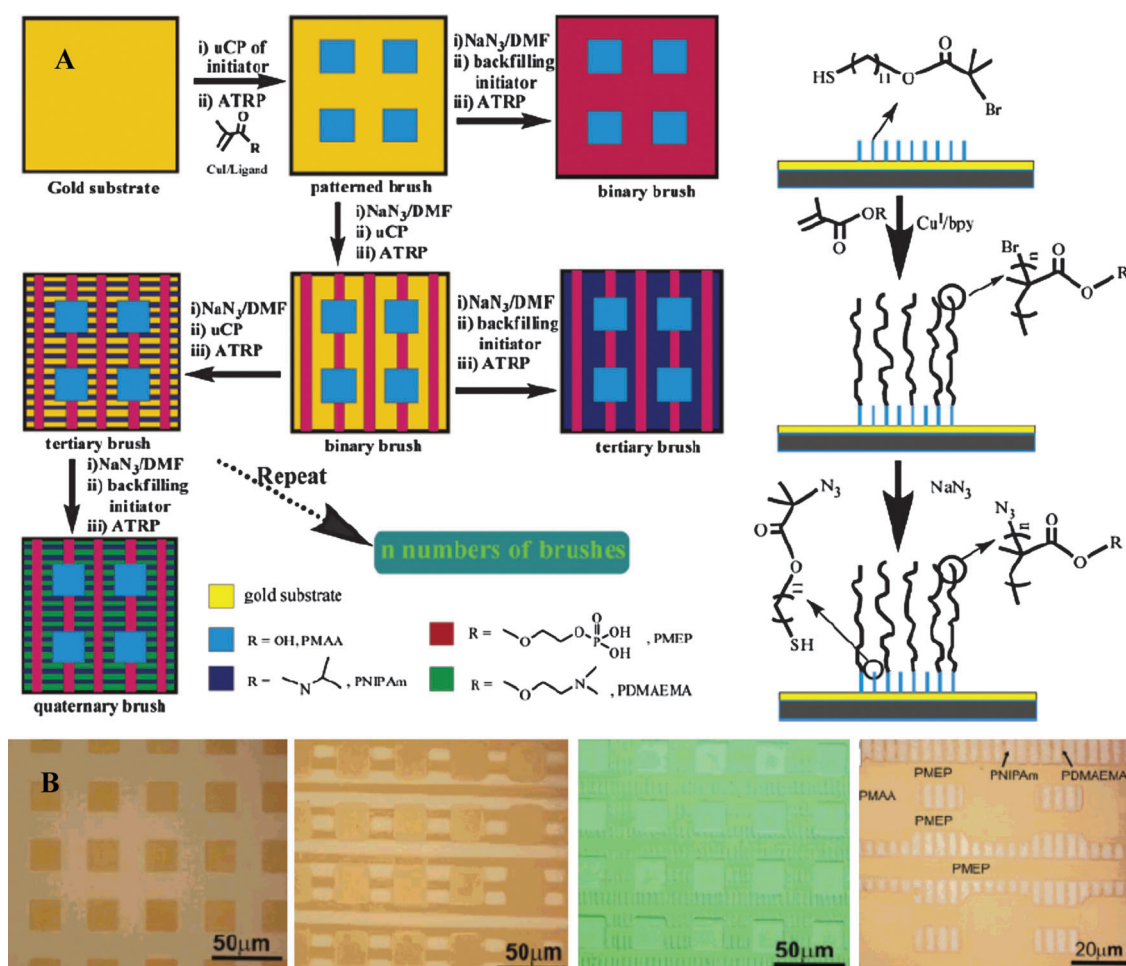 A
i) uCP of
initiator
ii) ATRP
O
R
CuI/Ligand
i)NaN3/DMF
ii) backfilling
initiator
iii) ATRP
Gold substrate
patterned brush
binary brush
i)NaN3/DMF
ii) uCP
iii) ATRP
i)NaN3/DMF
ii) uCP
iii) ATRP
i)NaN3/DMF
ii) backfilling
initiator
iii) ATRP
tertiary brush
binary brush
tertiary brush
i)NaN3/DMF
ii) backfilling
initiator
iii) ATRP
Repeat
n numbers of brushes
quaternary brush
gold substrate
R = OH, PMAA
R = N , PNIPAm
R = O O P O OH OH , PMEP
R = O N , PDMAEMA
HS 11 O O Br
OR O
CuI/bpy
Br n O O R
NaN3
N3 O O 11 SH
N3 n O O R
B
50µm
50µm
50µm
PNIPAm PDMAEMA
PMEP
PMAA
PMEP
PMEP
20µm